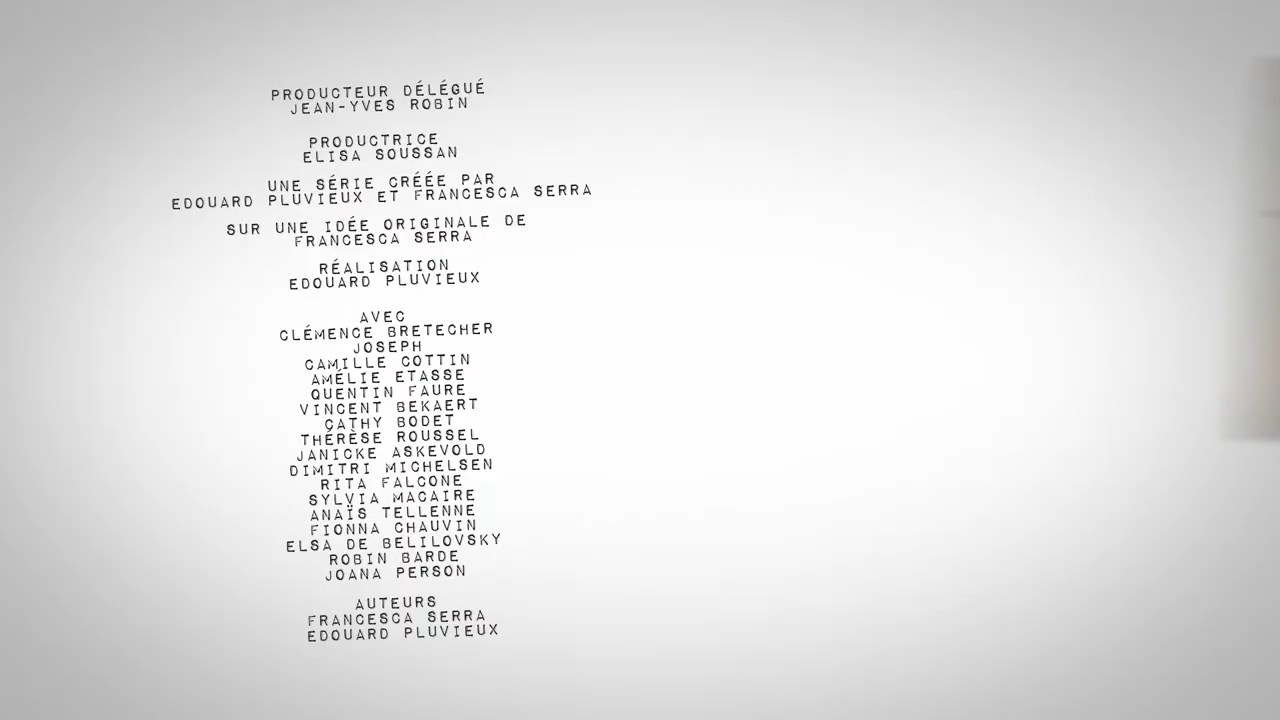 PRODUCTEUR DÉLÉGUÉ
JEAN-YVES ROBIN
PRODUCTRICE
ELISA SOUSSAN
UNE SÉRIE CRÉÉE PAR
EDOUARD PLUVIEUX ET FRANCESCA SERRA
SUR UNE IDÉE ORIGINALE DE
FRANCESCA SERRA
RÉALISATION
EDOUARD PLUVIEUX
AVEC
CLÉMENCE BRETECHER
JOSEPH
CAMILLE COTTIN
AMÉLIE ETASSE
QUENTIN FAURE
VINCENT BEKAERT
CATHY BODET
THÉRÈSE ROUSSEL
JANICKE ASKEVOLD
DIMITRI MICHELSEN
RITA FALCONE
SYLVIA MACAIRE
ANAÏS TELLENNE
FIONNA CHAUVIN
ELSA DE BELILOVSKY
ROBIN BARDE
JOANA PERSON
AUTEURS
FRANCESCA SERRA
EDOUARD PLUVIEUX